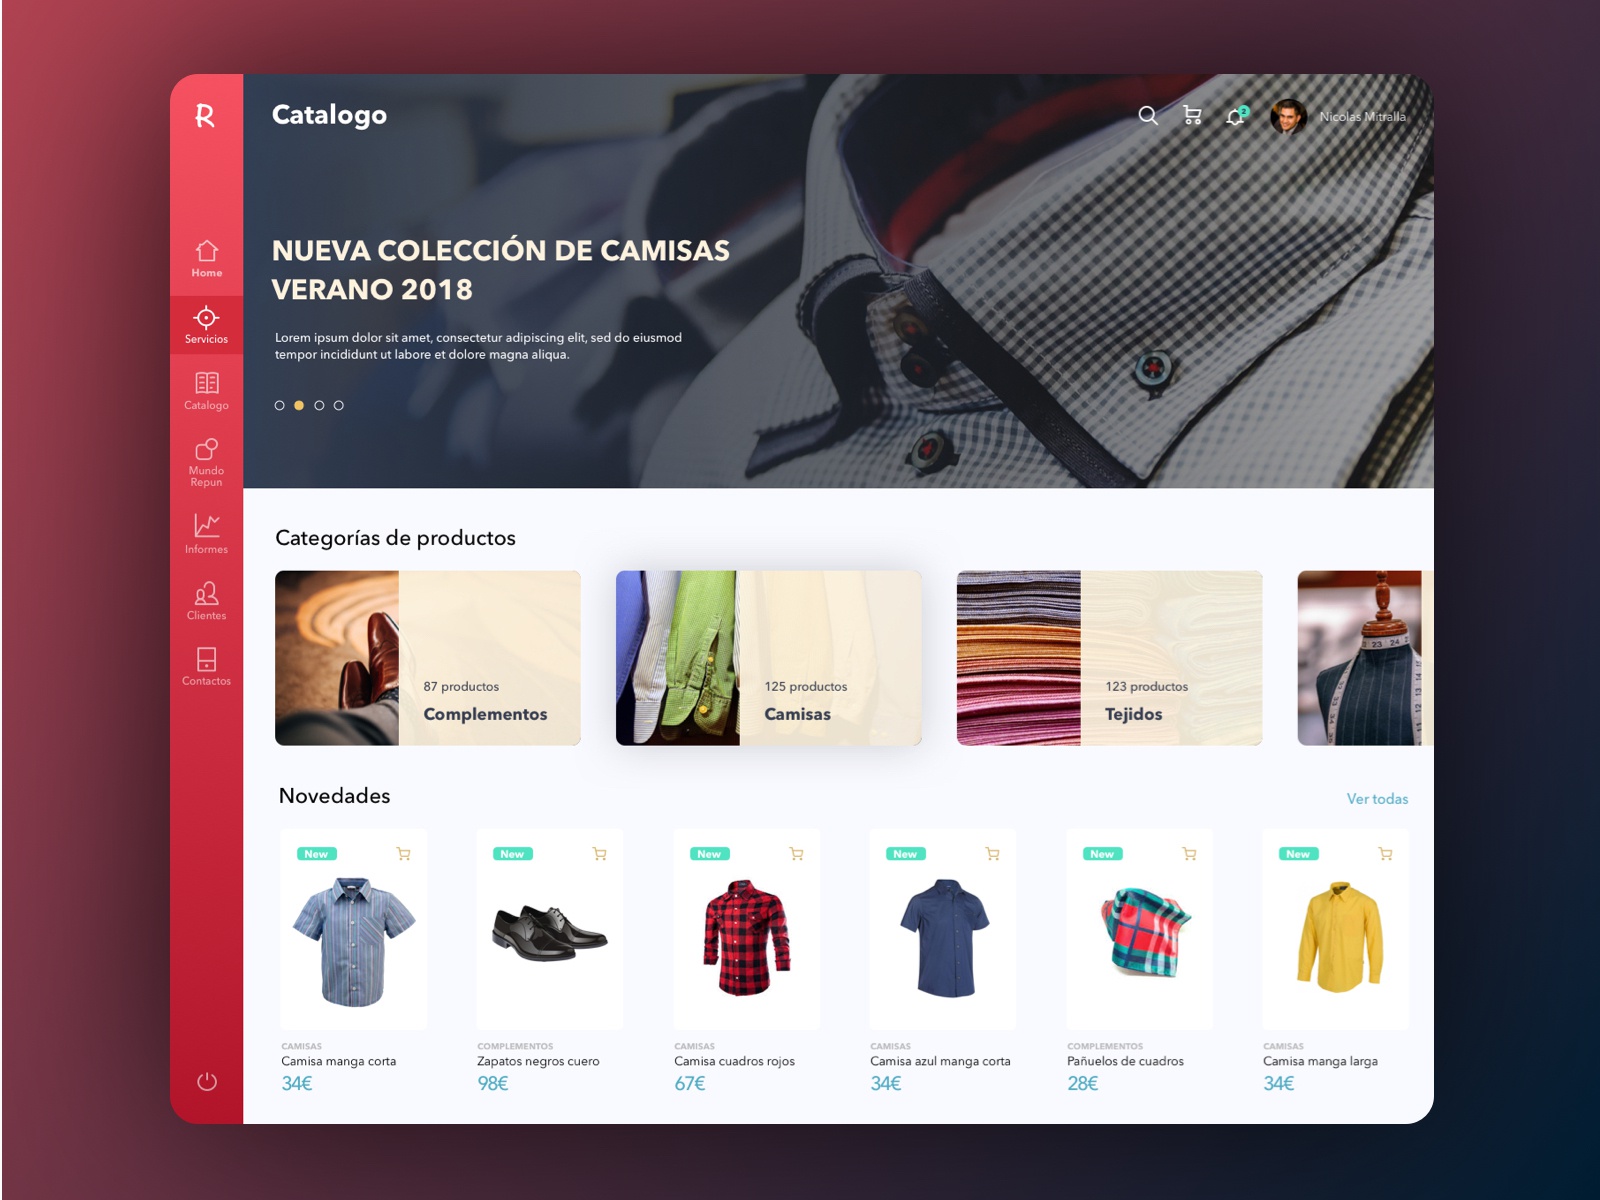 R
Catalogo
2
Nicolas Mitralla
Home
Servicios
Catalogo
Mundo
Repun
Informes
Clientes
Contactos
NUEVA COLECCIÓN DE CAMISAS
VERANO 2018
Lorem ipsum dolor sit amet, consectetur adipiscing elit, sed do eiusmod
tempor incididunt ut labore et dolore magna aliqua.
Categorías de productos
87 productos
Complementos
125 productos
Camisas
123 productos
Tejidos
23 24
Novedades
Ver todas
New
New
New
New
New
New
CAMISAS
Camisa manga corta
34€
COMPLEMENTOS
Zapatos negros cuero
98€
CAMISAS
Camisa cuadros rojos
67€
CAMISAS
Camisa azul manga corta
34€
COMPLEMENTOS
Pañuelos de cuadros
28€
CAMISAS
Camisa manga larga
34€